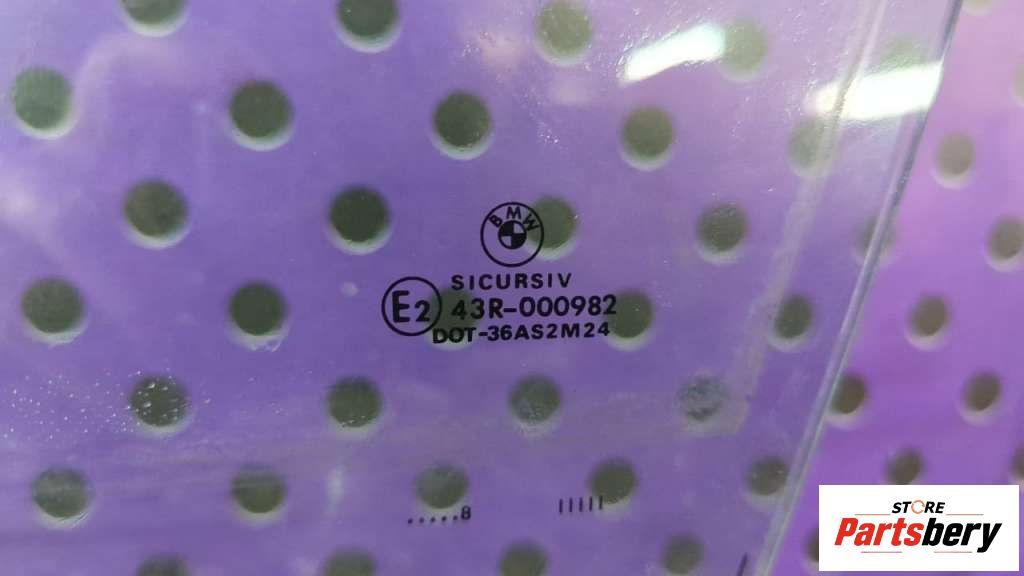 BMW
SICURSIV
E2 43R-000982
DOT-36AS2M24
.....8 IIIII
STORE
Partsbery